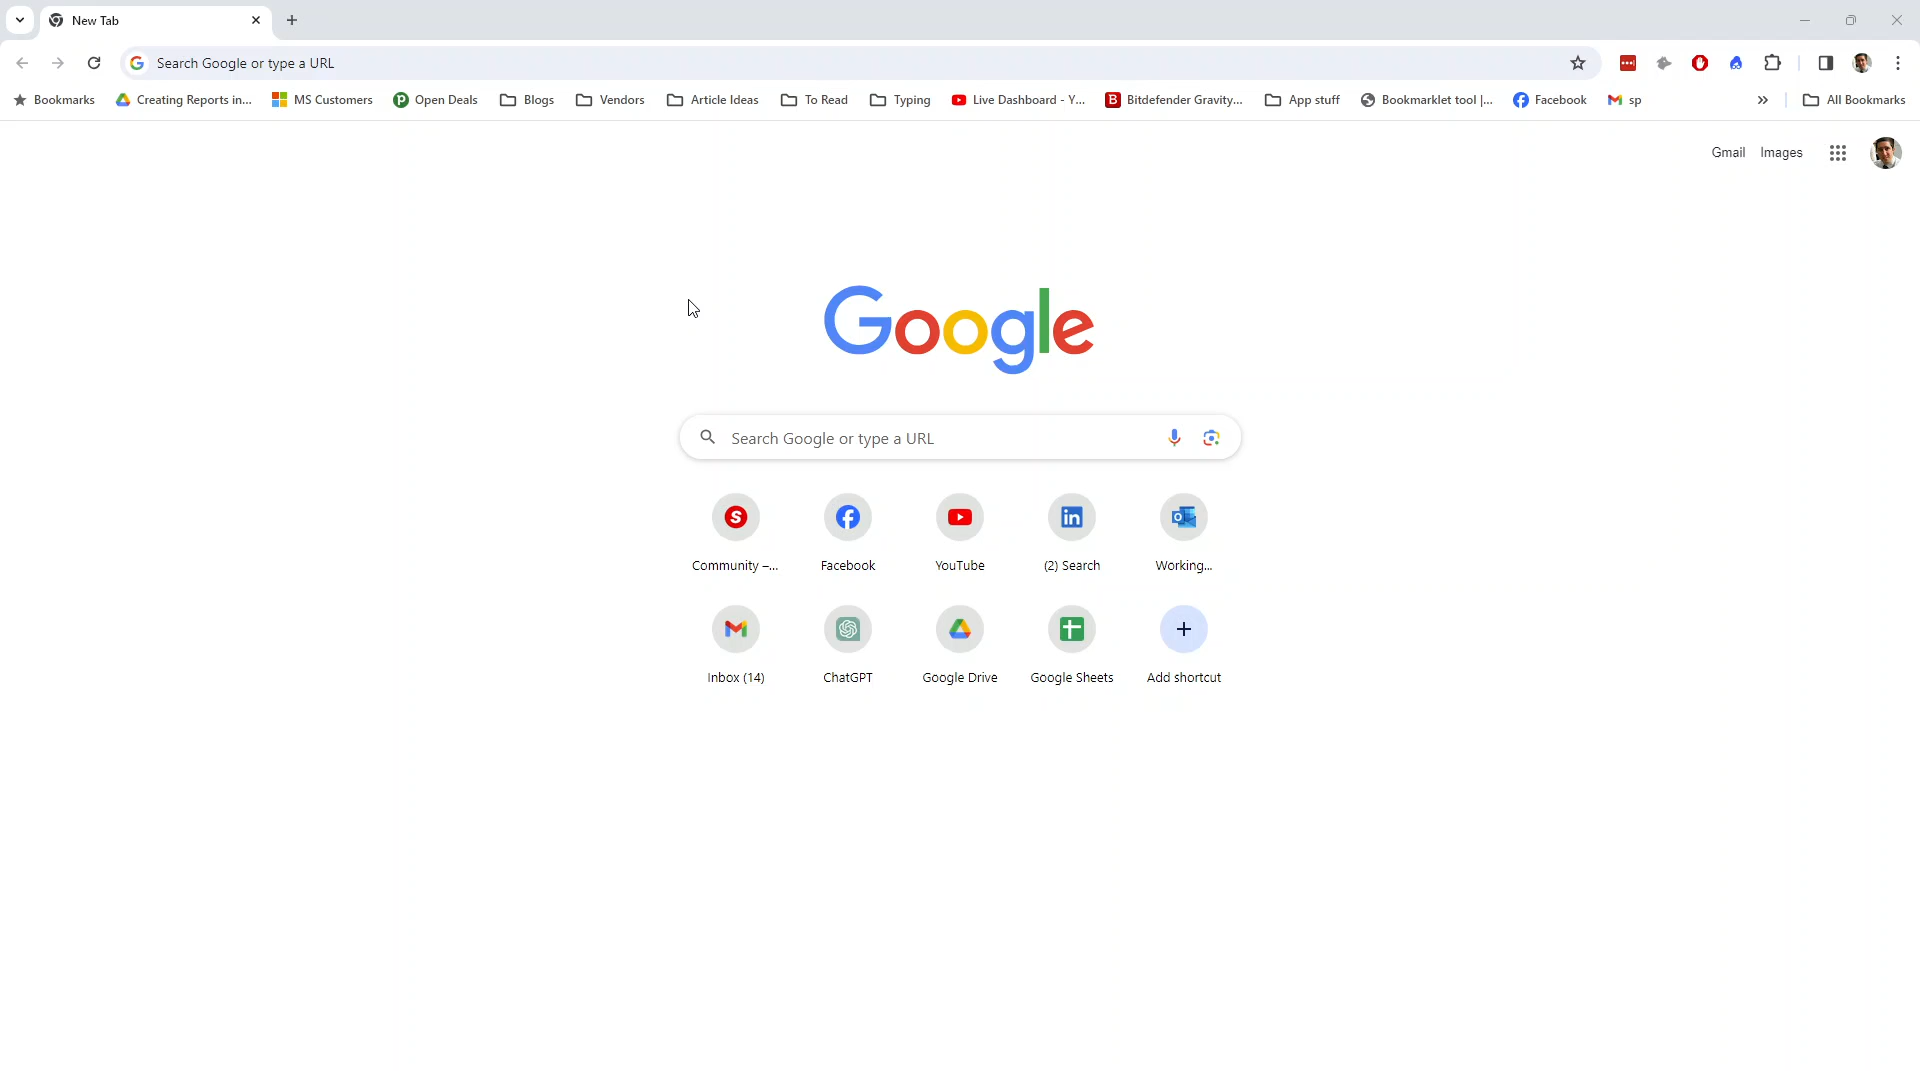 New Tab
Search Google or type a URL
Bookmarks Creating Reports in... MS Customers Open Deals Blogs Vendors Article Ideas To Read Typing Live Dashboard - Y... Bitdefender Gravity... App stuff Bookmarklet tool |... Facebook sp » All Bookmarks
Gmail Images
Google
Search Google or type a URL
Community –... Facebook YouTube (2) Search Working...
Inbox (14) ChatGPT Google Drive Google Sheets Add shortcut